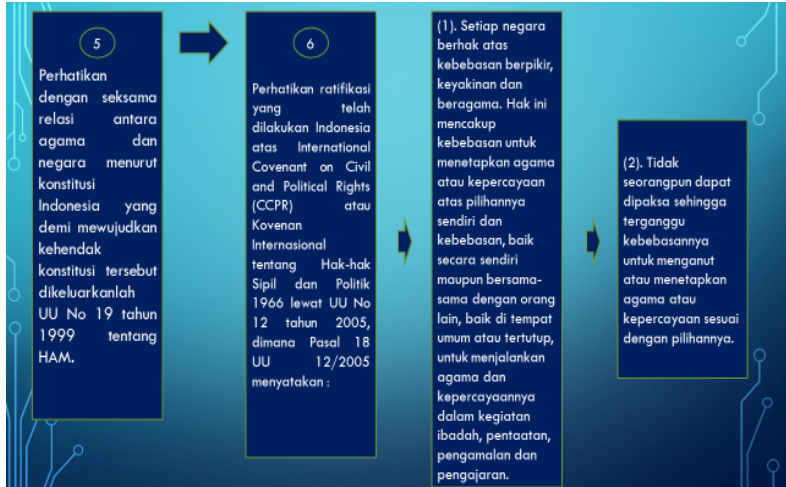 5
Perhatikan
dengan seksama
relasi antara
agama dan
negara menurut
konstitusi
Indonesia yang
demi mewujudkan
kehendak
konstitusi tersebut
dikeluarkanlah
UU No 19 tahun
1999 tentang
HAM.
6
Perhatikan ratifikasi
yang telah
dilakukan Indonesia
atas International
Covenant on Civil
and Political Rights
(CCPR) atau
Kovenan
Internasional
tentang Hak-hak
Sipil dan Politik
1966 lewat UU No
12 tahun 2005,
dimana Pasal 18
UU 12/2005
menyatakan :
(1). Setiap negara
berhak atas
kebebasan berpikir,
keyakinan dan
beragama. Hak ini
mencakup
kebebasan untuk
menetapkan agama
atau kepercayaan
atas pilihannya
sendiri dan
kebebasan, baik
secara sendiri
maupun bersama-
sama dengan orang
lain, baik di tempat
umum atau tertutup,
untuk menjalankan
agama dan
kepercayaannya
dalam kegiatan
ibadah, pentaatan,
pengamalan dan
pengajaran.
(2). Tidak
seorangpun dapat
dipaksa sehingga
terganggu
kebebasannya
untuk menganut
atau menetapkan
agama atau
kepercayaan sesuai
dengan pilihannya.